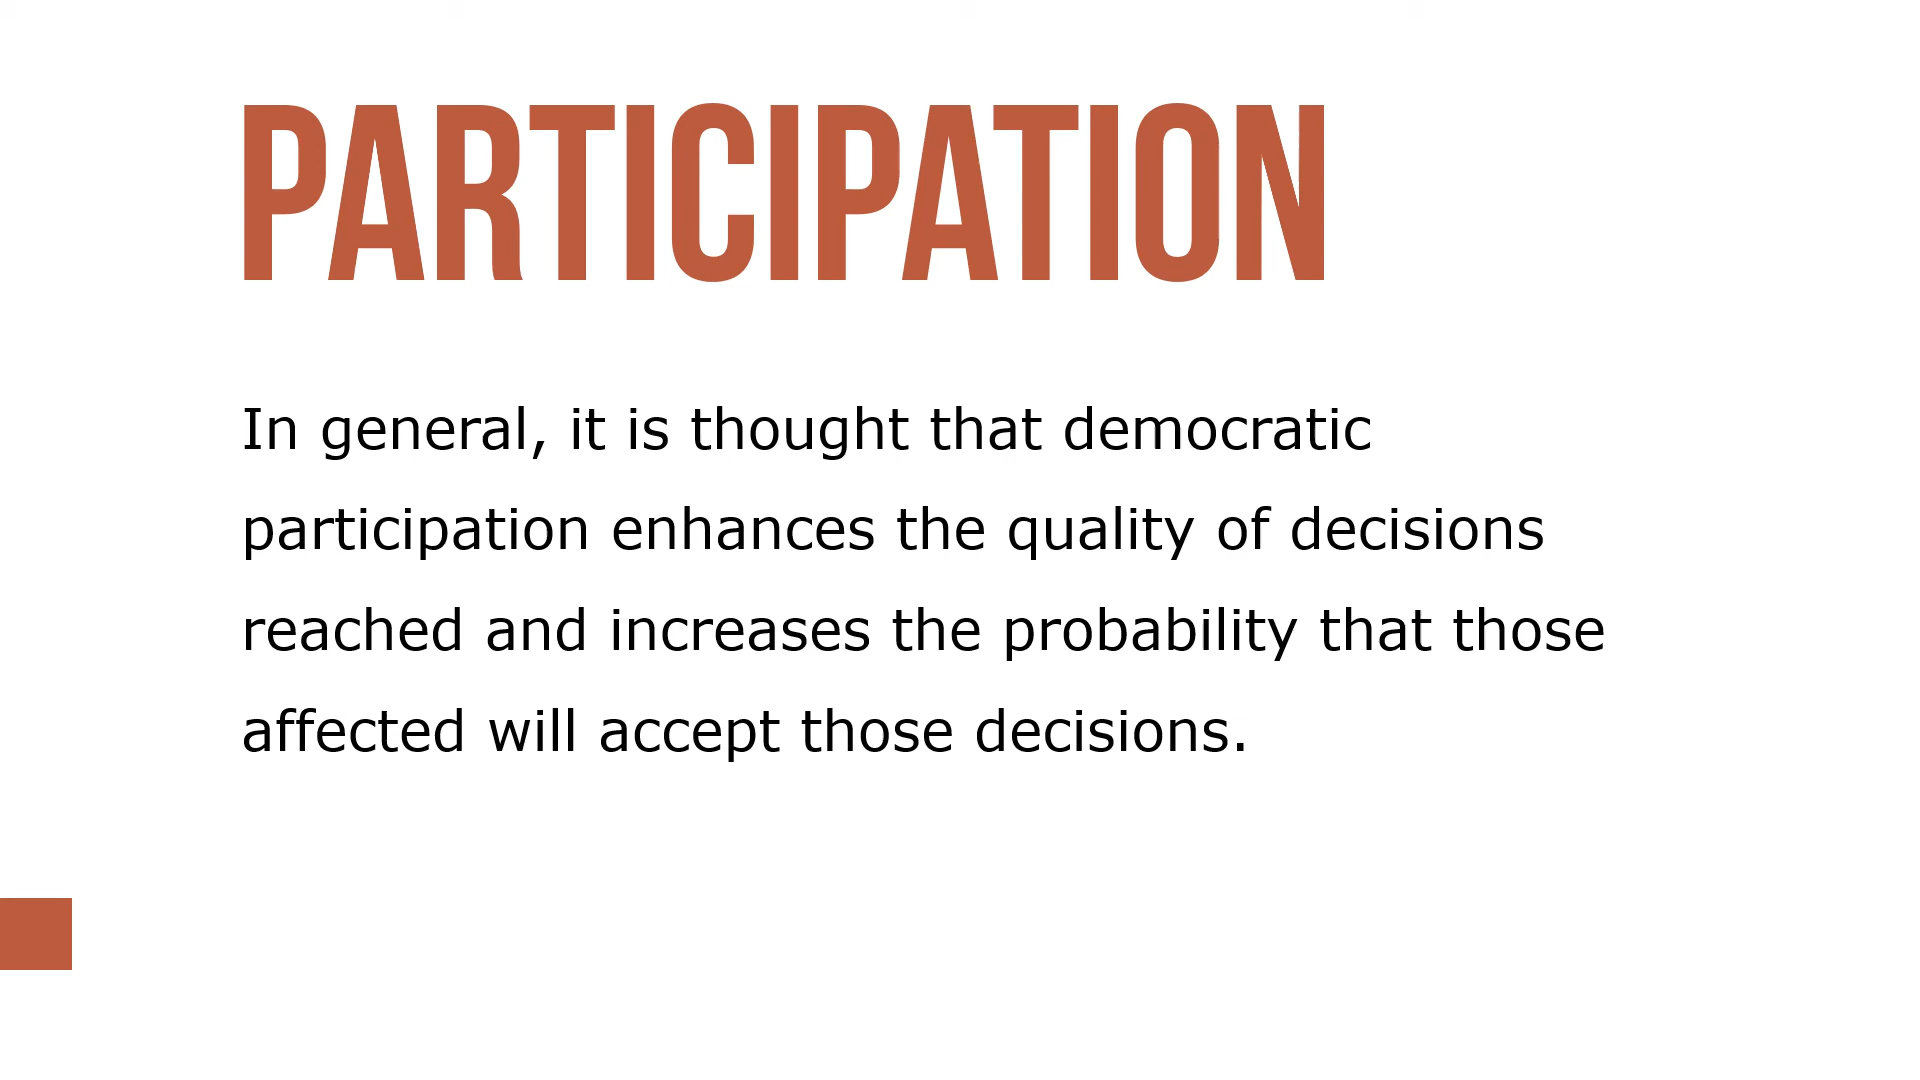 PARTICIPATION
In general, it is thought that democratic
participation enhances the quality of decisions
reached and increases the probability that those
affected will accept those decisions.